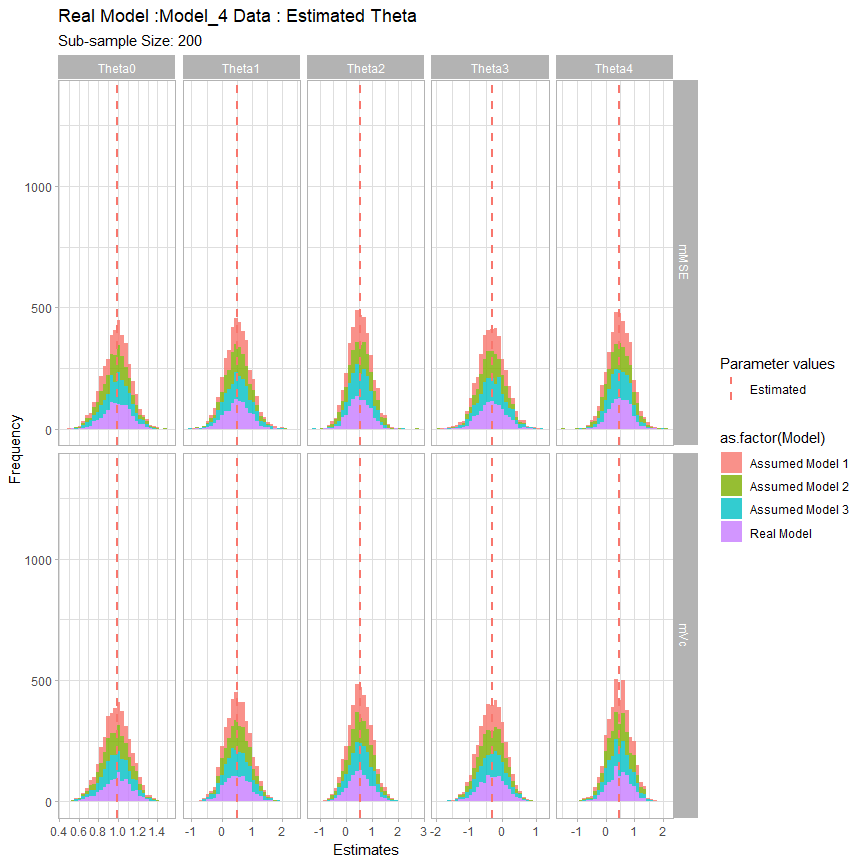 Real Model :Model_4 Data : Estimated Theta
Sub-sample Size: 200
Theta0 Theta1 Theta2 Theta3 Theta4
1000
500
0
mMSE
1000
500
0
mVc
Frequency
0.4 0.6 0.8 1.0 1.2 1.4 -1 0 1 2 -1 0 1 2 3 -2 -1 0 1 -1 0 1 2
Estimates
Parameter values
Estimated
as.factor(Model)
Assumed Model 1
Assumed Model 2
Assumed Model 3
Real Model